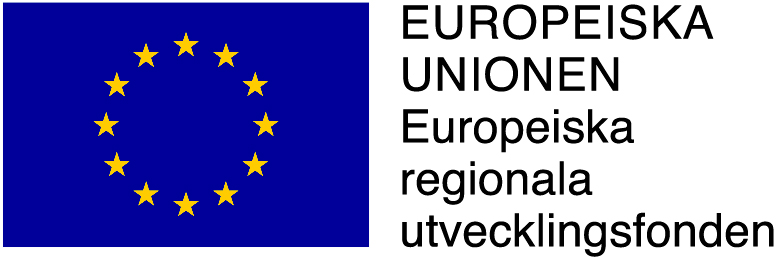 EUROPEISKA
UNIONEN
Europeiska
regionala
utvecklingsfonden